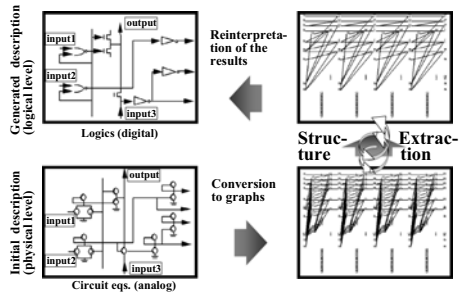 Generated description
(logical level)
output
input1
input2
input3
Logics (digital)
Reinterpreta-
tion of the
results
Struc-
ture
Extrac-
tion
Initial description
(physical level)
output
input1
input2
input3
Circuit eqs. (analog)
Conversion
to graphs